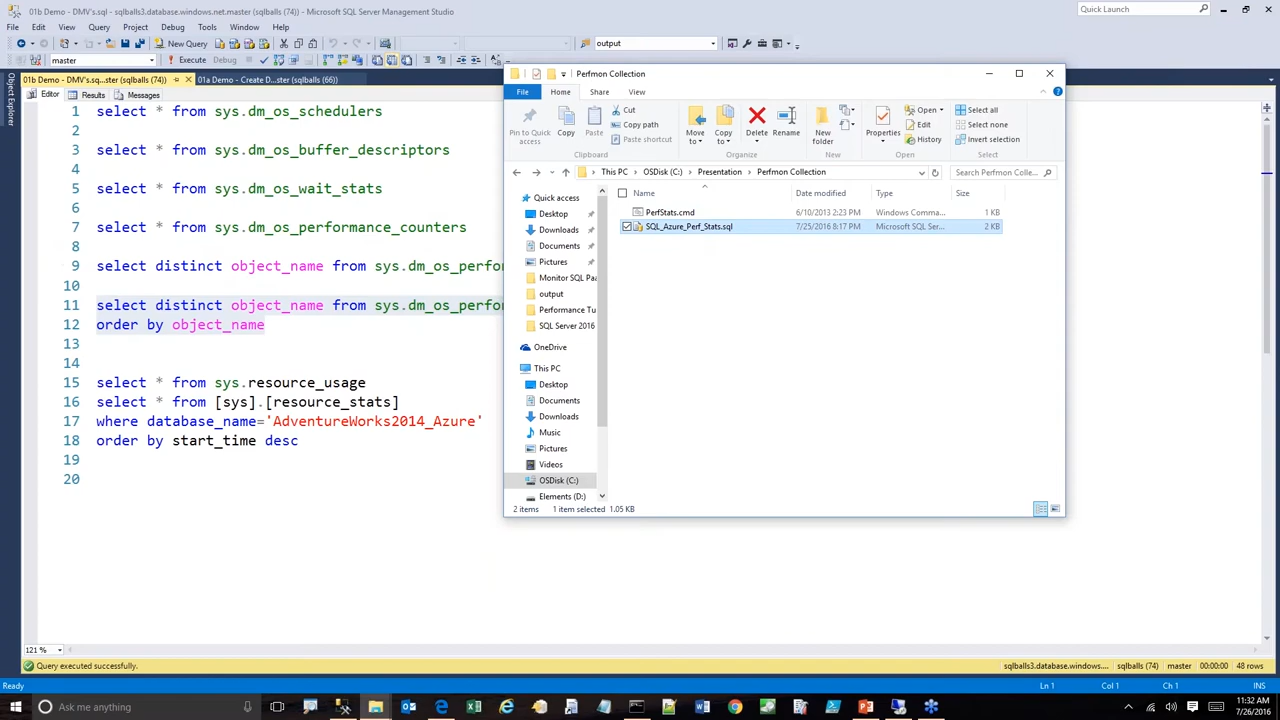 01b Demo - DMV's.sql - sqlballs3.database.windows.net.master (sqlballs (74)) - Microsoft SQL Server Management Studio
Quick Launch
File Edit View Query Project Debug Tools Window Help
New Query
output
master
Execute
Debug
01b Demo - DMV's.sq...ster (sqlballs (74))
01a Demo - Create D...ster (sqlballs (66))
Object Explorer
Editor Results Messages
1 select * from sys.dm_os_schedulers
2
3 select * from sys.dm_os_buffer_descriptors
4
5 select * from sys.dm_os_wait_stats
6
7 select * from sys.dm_os_performance_counters
8
9 select distinct object_name from sys.dm_os_perfor
10
11 select distinct object_name from sys.dm_os_perfor
12 order by object_name
13
14
15 select * from sys.resource_usage
16 select * from [sys].[resource_stats]
17 where database_name='AdventureWorks2014_Azure'
18 order by start_time desc
19
20
Perfmon Collection
File Home Share View
Pin to Quick access
Copy
Paste
Cut
Copy path
Paste shortcut
Clipboard
Move to
Copy to
Delete
Rename
Organize
New folder
New
Properties
Open
Edit
History
Open
Select all
Select none
Invert selection
Select
This PC OSDisk (C:) Presentation Perfmon Collection
Search Perfmon Colle...
Quick access
Desktop
Downloads
Documents
Pictures
Monitor SQL Paa
output
Performance Tu
SQL Server 2016
OneDrive
This PC
Desktop
Documents
Downloads
Music
Pictures
Videos
OSDisk (C:)
Elements (D:)
Name Date modified Type Size
PerfStats.cmd 6/10/2013 2:23 PM Windows Comma... 1 KB
SQL_Azure_Perf_Stats.sql 7/25/2016 8:17 PM Microsoft SQL Ser... 2 KB
2 items 1 item selected 1.05 KB
121 %
Query executed successfully.
sqlballs3.database.windows.... sqlballs (74) master 00:00:00 48 rows
Ready
Ln 1 Col 1 Ch 1 INS
Ask me anything
11:32 AM
7/26/2016